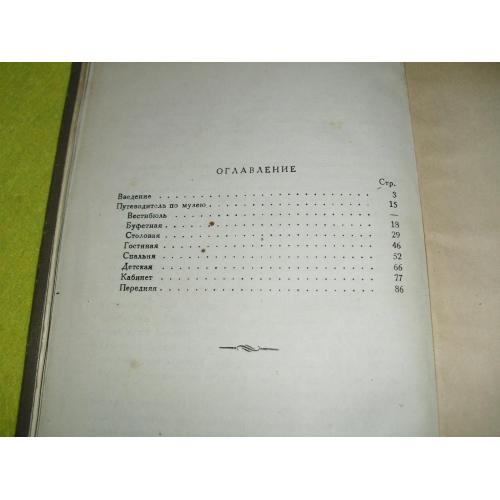 ОГЛАВЛЕНИЕ
Стр.
Введение . . . . . . . . . . . . . . . . . . . . 3
Путеводитель по музею . . . . . . . . . . . . . . . 15
Вестибюль . . . . . . . . . . . . . . . . . . . —
Буфетная . . . . . . . . . . . . . . . . . . . 18
Столовая . . . . . . . . . . . . . . . . . . . 29
Гостиная . . . . . . . . . . . . . . . . . . . 46
Спальня . . . . . . . . . . . . . . . . . . . 52
Детская . . . . . . . . . . . . . . . . . . . 66
Кабинет . . . . . . . . . . . . . . . . . . . 77
Передняя . . . . . . . . . . . . . . . . . . . 86